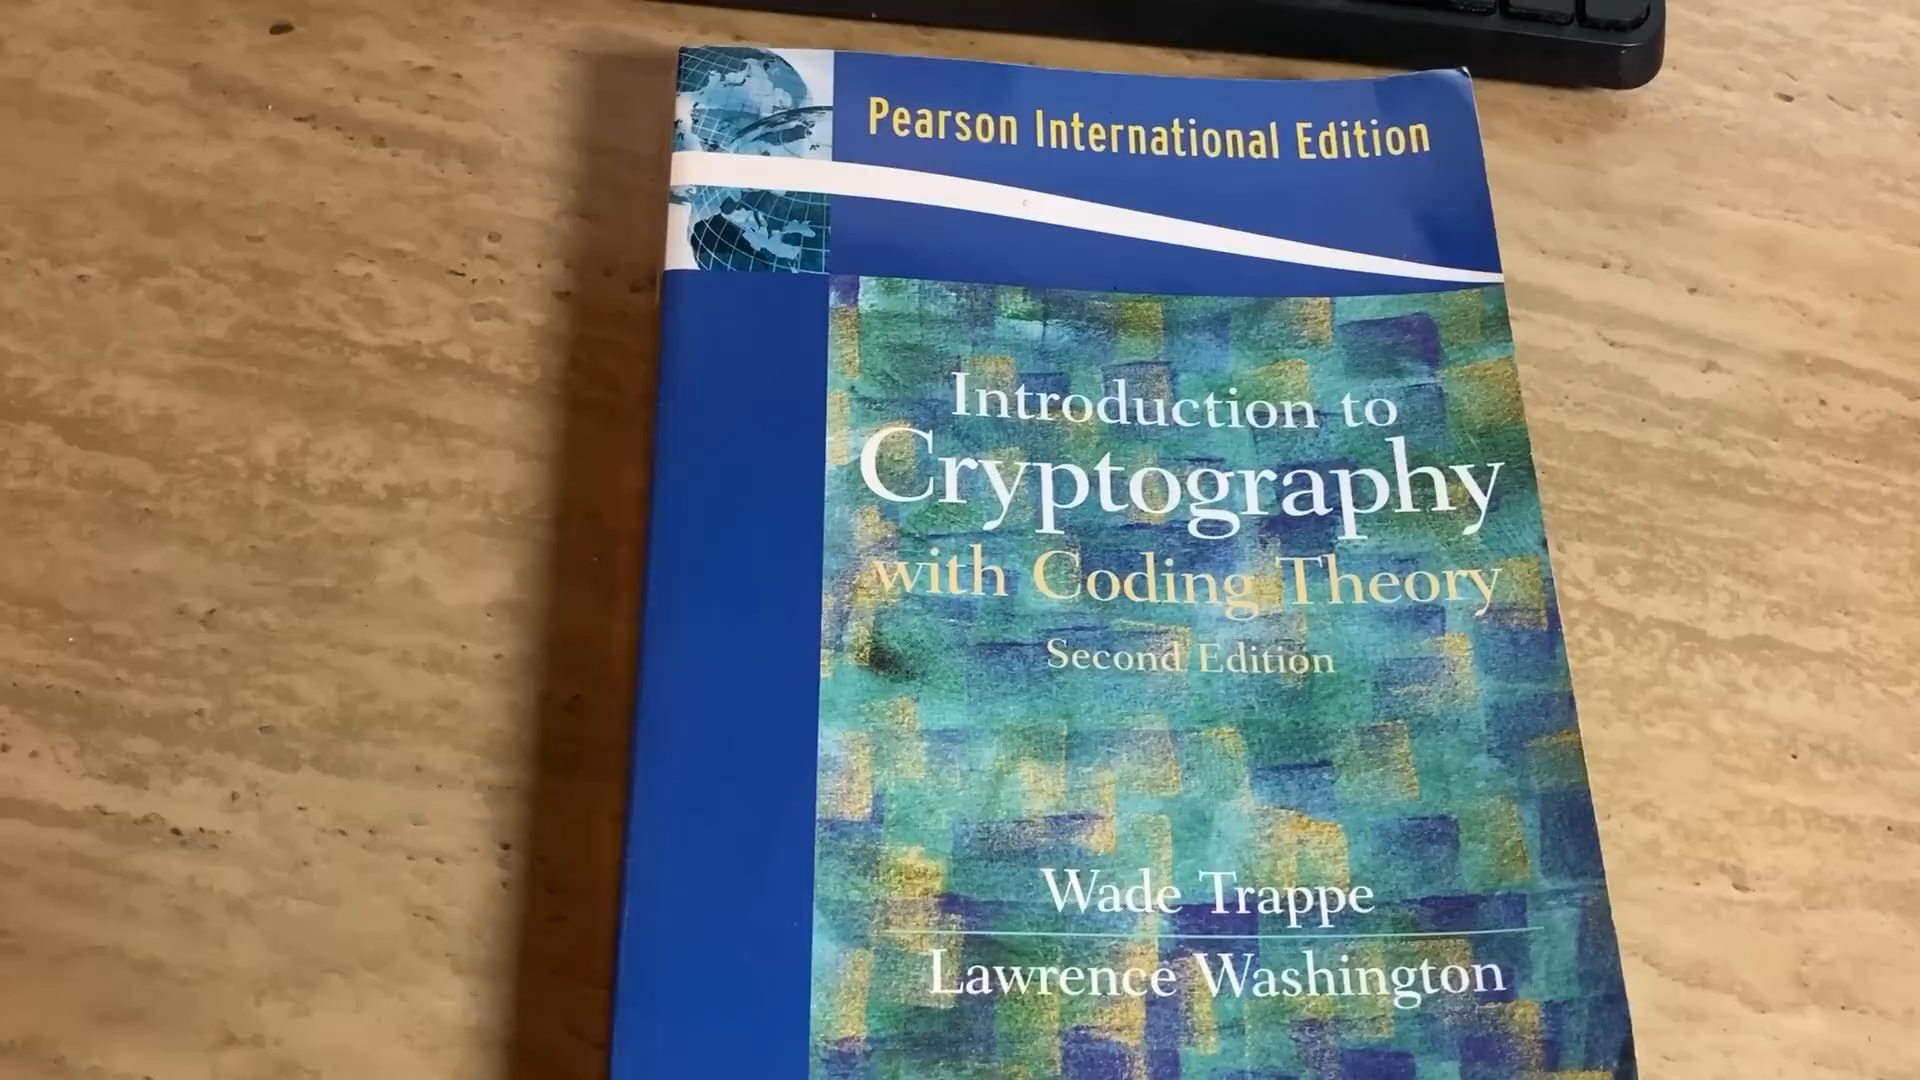 Pearson International Edition
Introduction to
Cryptography
with Coding Theory
Second Edition
Wade Trappe
Lawrence Washington